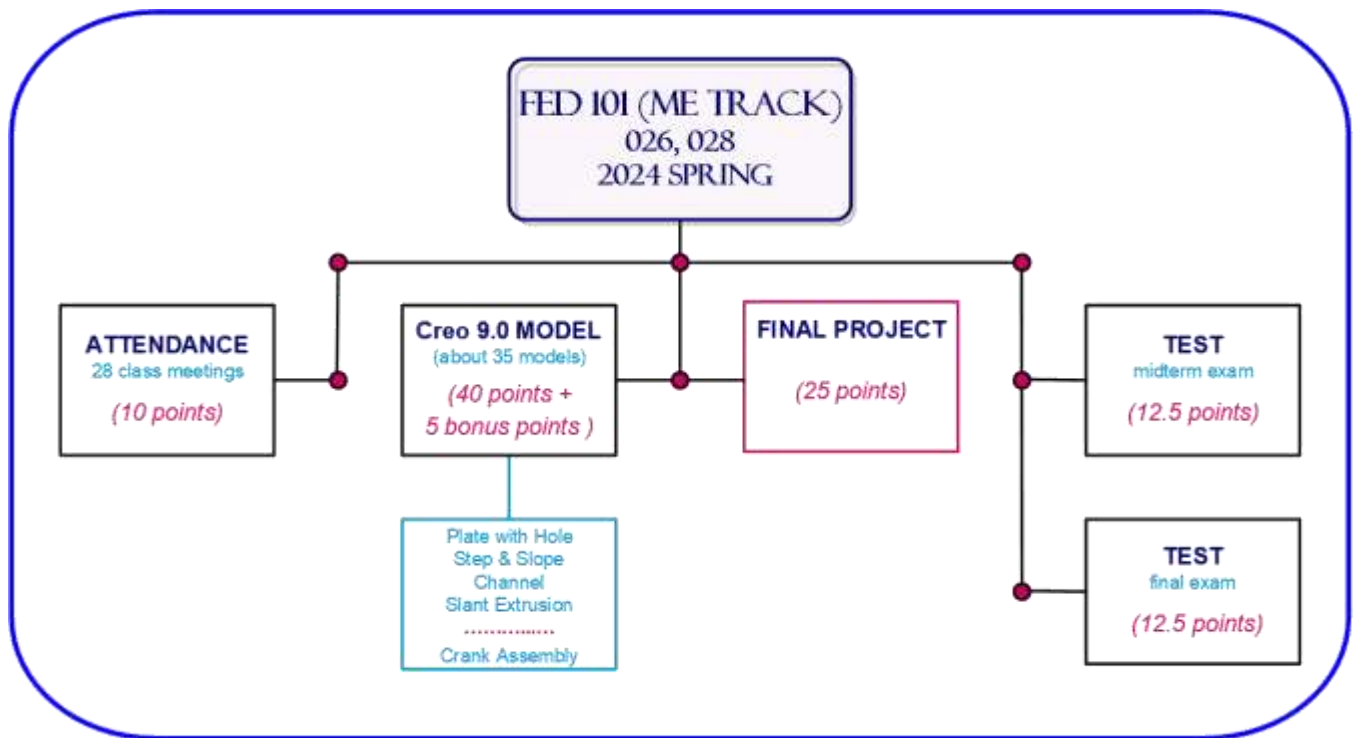 FED 101 (ME TRACK)
026, 028
2024 SPRING
ATTENDANCE
28 class meetings
(10 points)
Creo 9.0 MODEL
(about 35 models)
(40 points +
5 bonus points )
Plate with Hole
Step & Slope
Channel
Slant Extrusion
..............
Crank Assembly
FINAL PROJECT
(25 points)
TEST
midterm exam
(12.5 points)
TEST
final exam
(12.5 points)